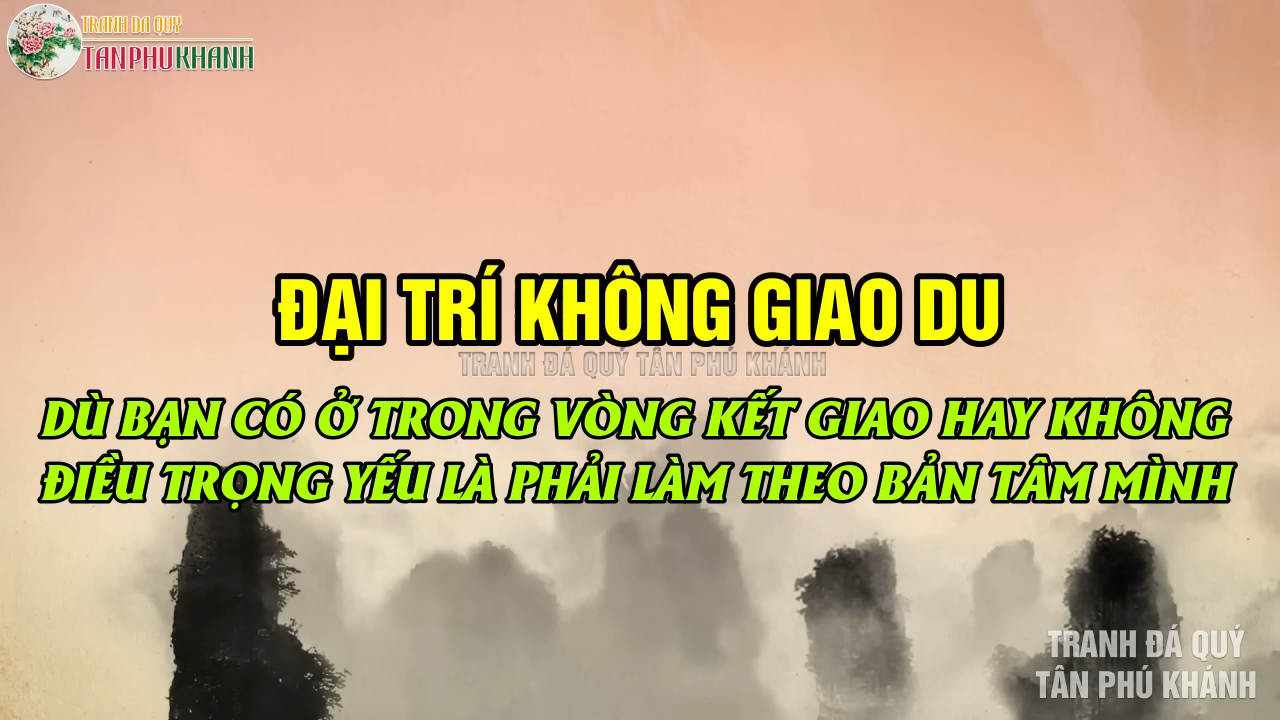 TRANH ĐÁ QUÝ
TANPHUKHANH
ĐẠI TRÍ KHÔNG GIAO DU
TRANH ĐÁ QUÝ TÂN PHÚ KHÁNH
DÙ BẠN CÓ Ở TRONG VÒNG KẾT GIAO HAY KHÔNG
ĐIỀU TRỌNG YẾU LÀ PHẢI LÀM THEO BẢN TÂM MÌNH
TRANH ĐÁ QUÝ
TÂN PHÚ KHÁNH